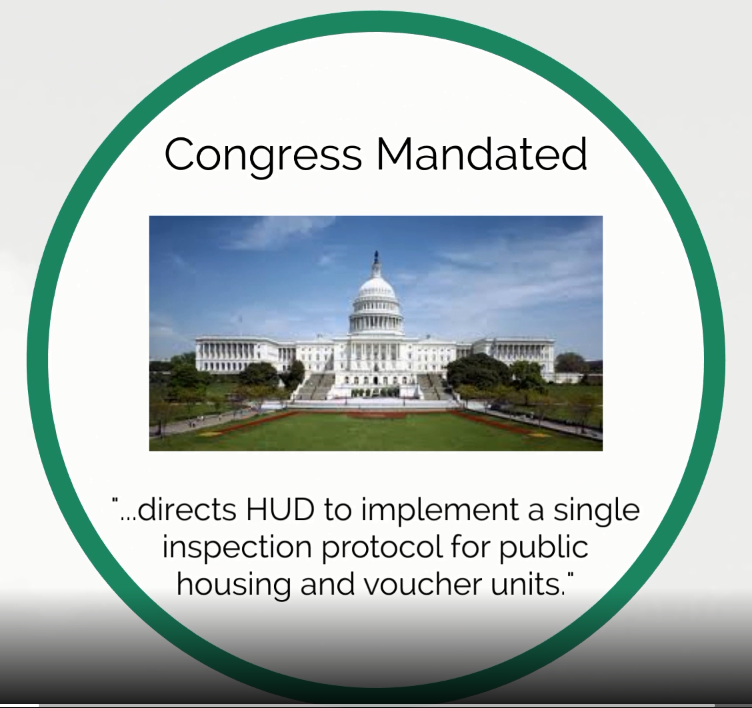 Congress Mandated
"...directs HUD to implement a single
inspection protocol for public
housing and voucher units."